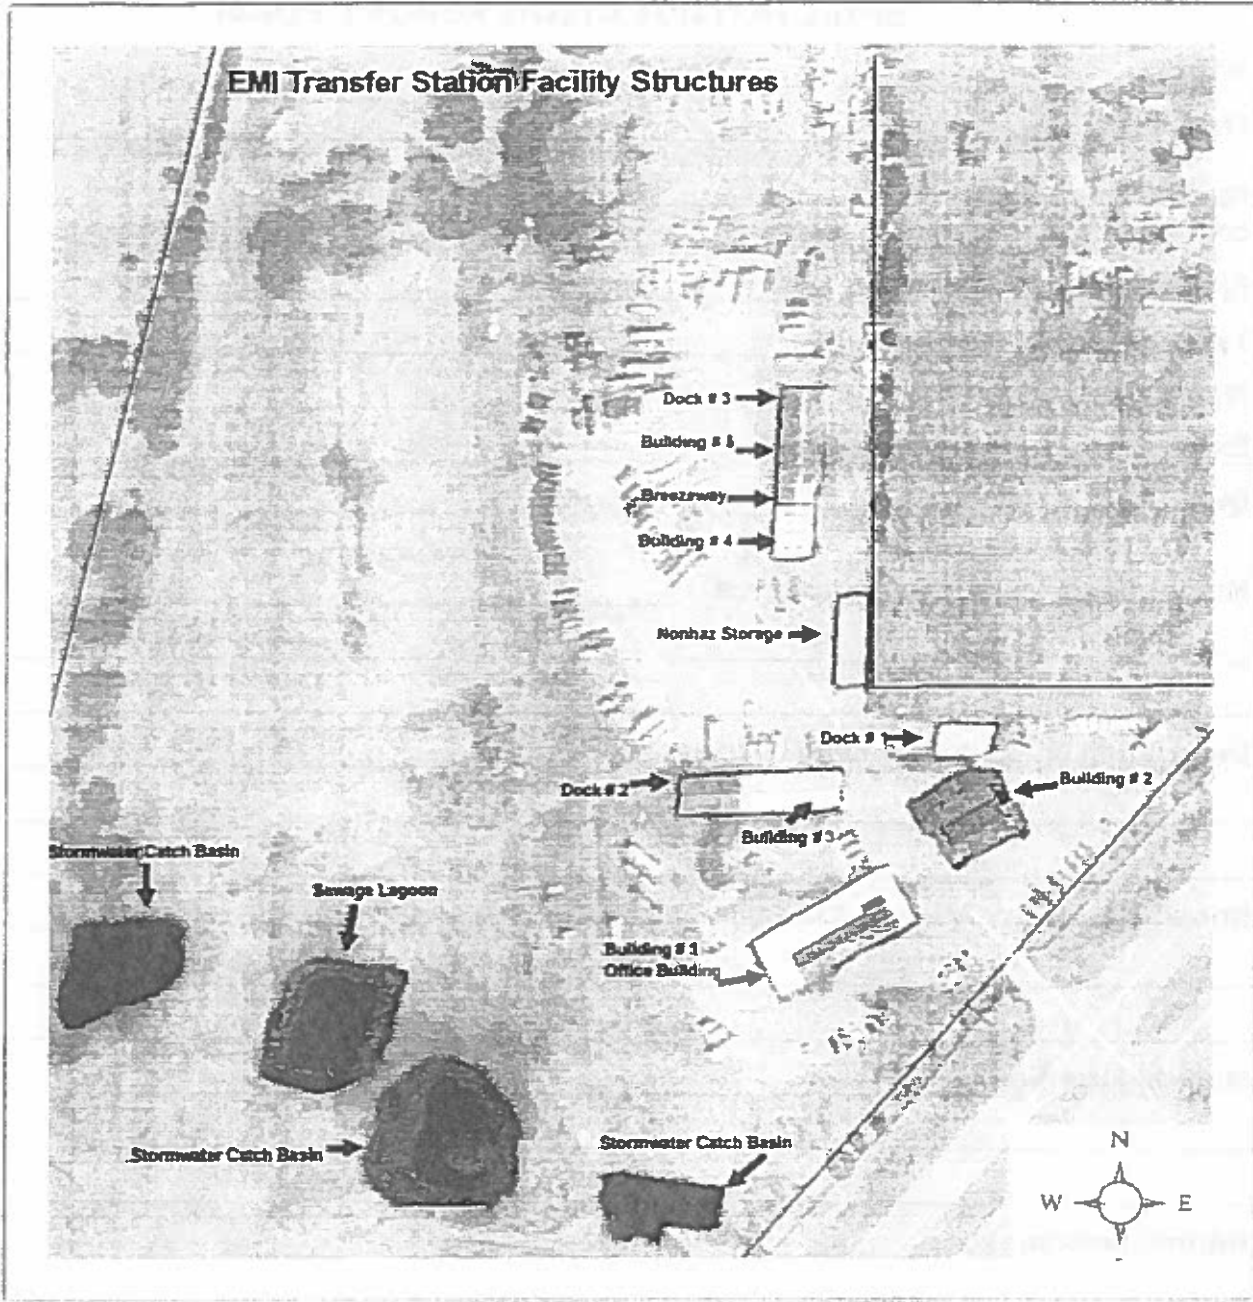 EMI Transfer Station Facility Structures
Dock # 3
Building # 5
Breezeway
Building # 4
Nonhaz Storage
Dock # 1
Building # 2
Dock # 2
Building # 3
Stormwater Catch Basin
Sewage Lagoon
Building # 1
Office Building
Stormwater Catch Basin
Stormwater Catch Basin
N
W
E